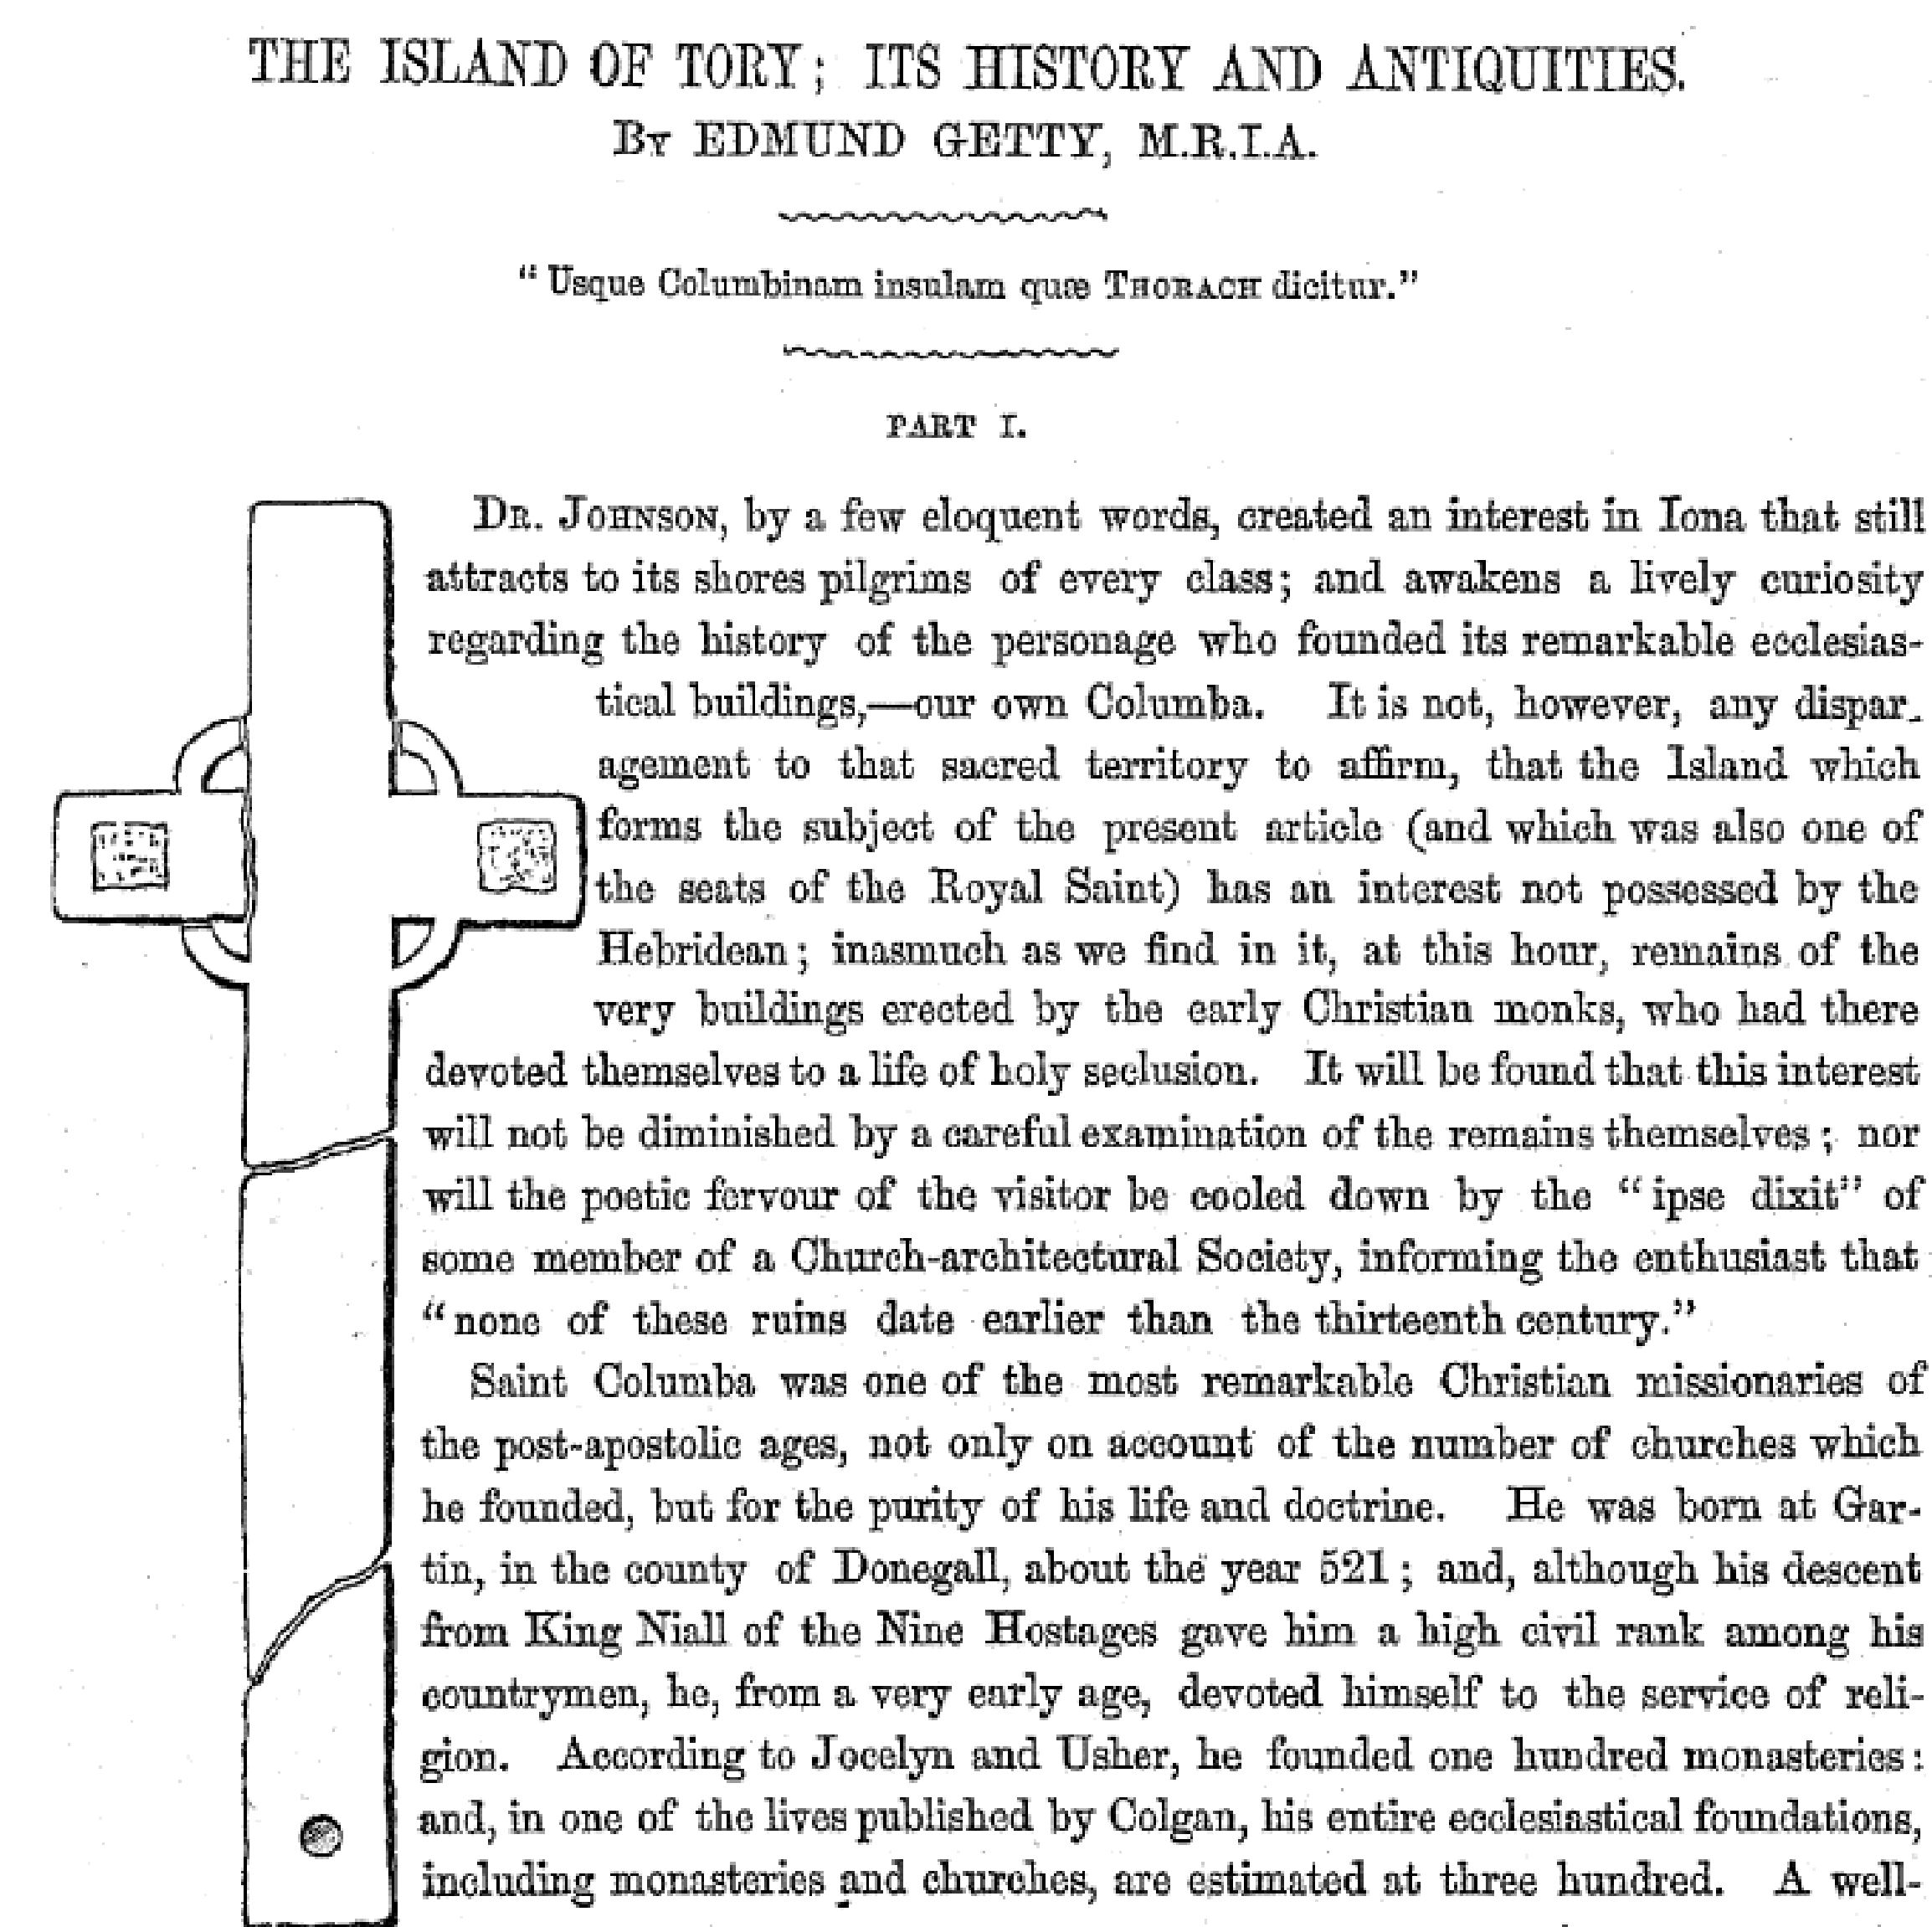 THE ISLAND OF TORY; ITS HISTORY AND ANTIQUITIES.
BY EDMUND GETTY, M.R.I.A.
“Usque Columbinam insulam quæ THORACH dicitur.”
PART I.
DR. JOHNSON, by a few eloquent words, created an interest in Iona that still
attracts to its shores pilgrims of every class; and awakens a lively curiosity
regarding the history of the personage who founded its remarkable ecclesias-
tical buildings,—our own Columba. It is not, however, any dispar-
agement to that sacred territory to affirm, that the Island which
forms the subject of the present article (and which was also one of
the seats of the Royal Saint) has an interest not possessed by the
Hebridean; inasmuch as we find in it, at this hour, remains of the
very buildings erected by the early Christian monks, who had there
devoted themselves to a life of holy seclusion. It will be found that this interest
will not be diminished by a careful examination of the remains themselves; nor
will the poetic fervour of the visitor be cooled down by the “ipse dixit” of
some member of a Church-architectural Society, informing the enthusiast that
“none of these ruins date earlier than the thirteenth century.”
Saint Columba was one of the most remarkable Christian missionaries of
the post-apostolic ages, not only on account of the number of churches which
he founded, but for the purity of his life and doctrine. He was born at Gar-
tin, in the county of Donegall, about the year 521; and, although his descent
from King Niall of the Nine Hostages gave him a high civil rank among his
countrymen, he, from a very early age, devoted himself to the service of reli-
gion. According to Jocelyn and Usher, he founded one hundred monasteries:
and, in one of the lives published by Colgan, his entire ecclesiastical foundations,
including monasteries and churches, are estimated at three hundred. A well-